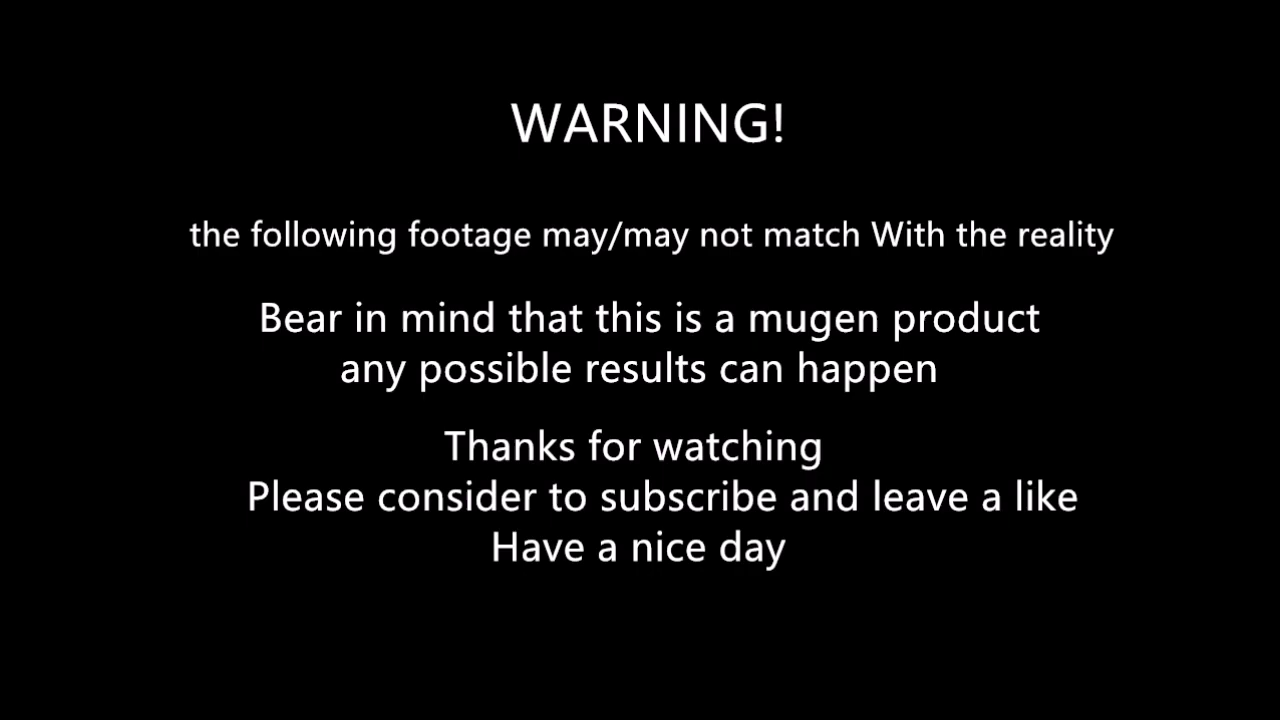 WARNING!
the following footage may/may not match With the reality
Bear in mind that this is a mugen product
any possible results can happen
Thanks for watching
Please consider to subscribe and leave a like
Have a nice day